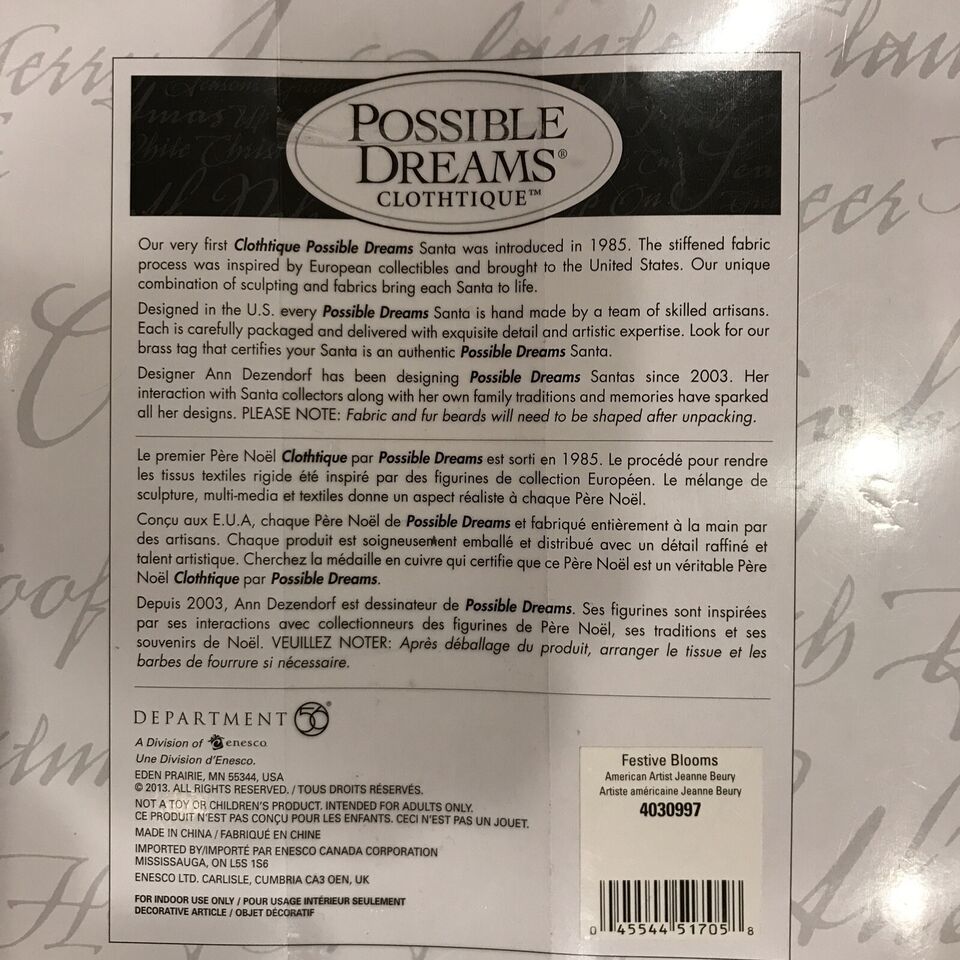 POSSIBLE
DREAMS®
CLOTHTIQUE™
Our very first Clothtique Possible Dreams Santa was introduced in 1985. The stiffened fabric
process was inspired by European collectibles and brought to the United States. Our unique
combination of sculpting and fabrics bring each Santa to life.
Designed in the U.S. every Possible Dreams Santa is hand made by a team of skilled artisans.
Each is carefully packaged and delivered with exquisite detail and artistic expertise. Look for our
brass tag that certifies your Santa is an authentic Possible Dreams Santa.
Designer Ann Dezendorf has been designing Possible Dreams Santas since 2003. Her
interaction with Santa collectors along with her own family traditions and memories have sparked
all her designs. PLEASE NOTE: Fabric and fur beards will need to be shaped after unpacking.
Le premier Père Noël Clothtique par Possible Dreams est sorti en 1985. Le procédé pour rendre
les tissus textiles rigide été inspiré par des figurines de collection Européen. Le mélange de
sculpture, multi-media et textiles donne un aspect réaliste à chaque Père Noël.
Conçu aux E.U.A, chaque Père Noël de Possible Dreams et fabriqué entièrement à la main par
des artisans. Chaque produit est soigneusement emballé et distribué avec un détail raffiné et
talent artistique. Cherchez la médaille en cuivre qui certifie que ce Père Noël est un véritable Père
Noël Clothtique par Possible Dreams.
Depuis 2003, Ann Dezendorf est dessinateur de Possible Dreams. Ses figurines sont inspirées
par ses interactions avec collectionneurs des figurines de Père Noël, ses traditions et ses
souvenirs de Noël. VEUILLEZ NOTER: Après déballage du produit, arranger le tissue et les
barbes de fourrure si nécessaire.
DEPARTMENT 56®
A Division of enesco.
Une Division d'Enesco.
EDEN PRAIRIE, MN 55344, USA
© 2013. ALL RIGHTS RESERVED. / TOUS DROITS RÉSERVÉS.
NOT A TOY OR CHILDREN'S PRODUCT. INTENDED FOR ADULTS ONLY.
CE PRODUIT N'EST PAS CONÇU POUR LES ENFANTS. CECI N'EST PAS UN JOUET.
MADE IN CHINA / FABRIQUÉ EN CHINE
IMPORTED BY/IMPORTÉ PAR ENESCO CANADA CORPORATION
MISSISSAUGA, ON L5S 1S6
ENESCO LTD. CARLISLE, CUMBRIA CA3 OEN, UK
FOR INDOOR USE ONLY / POUR USAGE INTÉRIEUR SEULEMENT
DECORATIVE ARTICLE / OBJET DÉCORATIF
Festive Blooms
American Artist Jeanne Beury
Artiste américaine Jeanne Beury
4030997
0 45544 51705 8